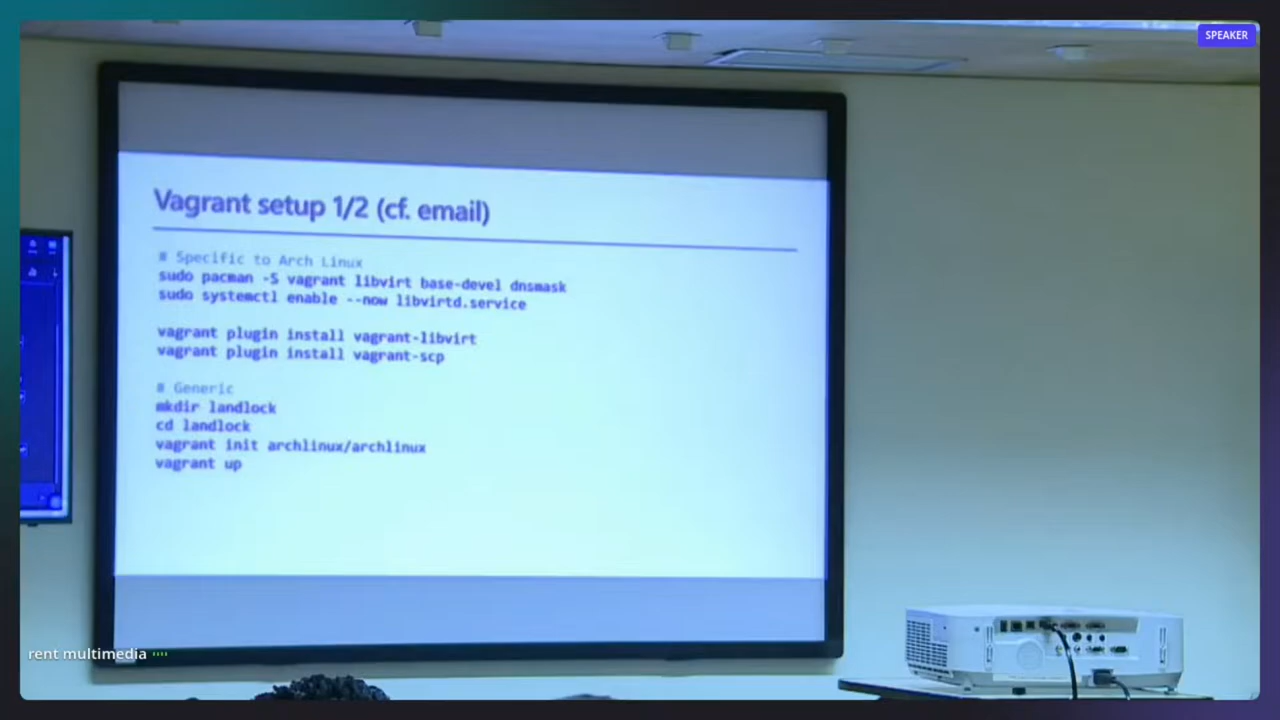 SPEAKER
Vagrant setup 1/2 (cf. email)
# Specific to Arch Linux
sudo pacman -S vagrant libvirt base-devel dnsmask
sudo systemctl enable --now libvirtd.service
vagrant plugin install vagrant-libvirt
vagrant plugin install vagrant-scp
# Generic
mkdir landlock
cd landlock
vagrant init archlinux/archlinux
vagrant up
rent multimedia